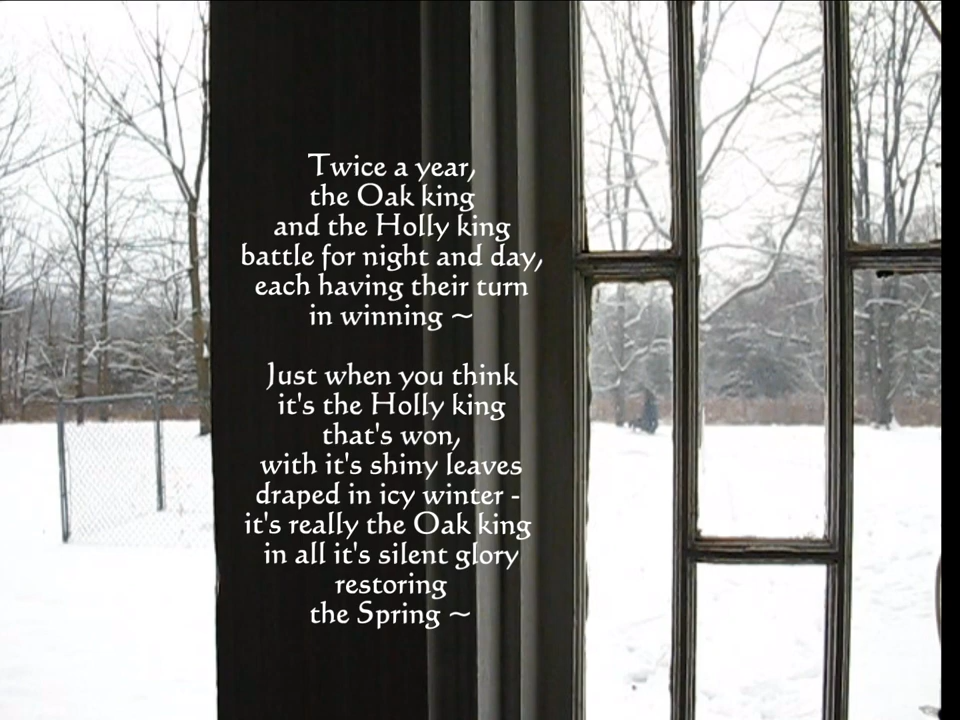 Twice a year,
the Oak king
and the Holly king
battle for night and day,
each having their turn
in winning ~
Just when you think
it's the Holly king
that's won,
with it's shiny leaves
draped in icy winter -
it's really the Oak king
in all it's silent glory
restoring
the Spring ~